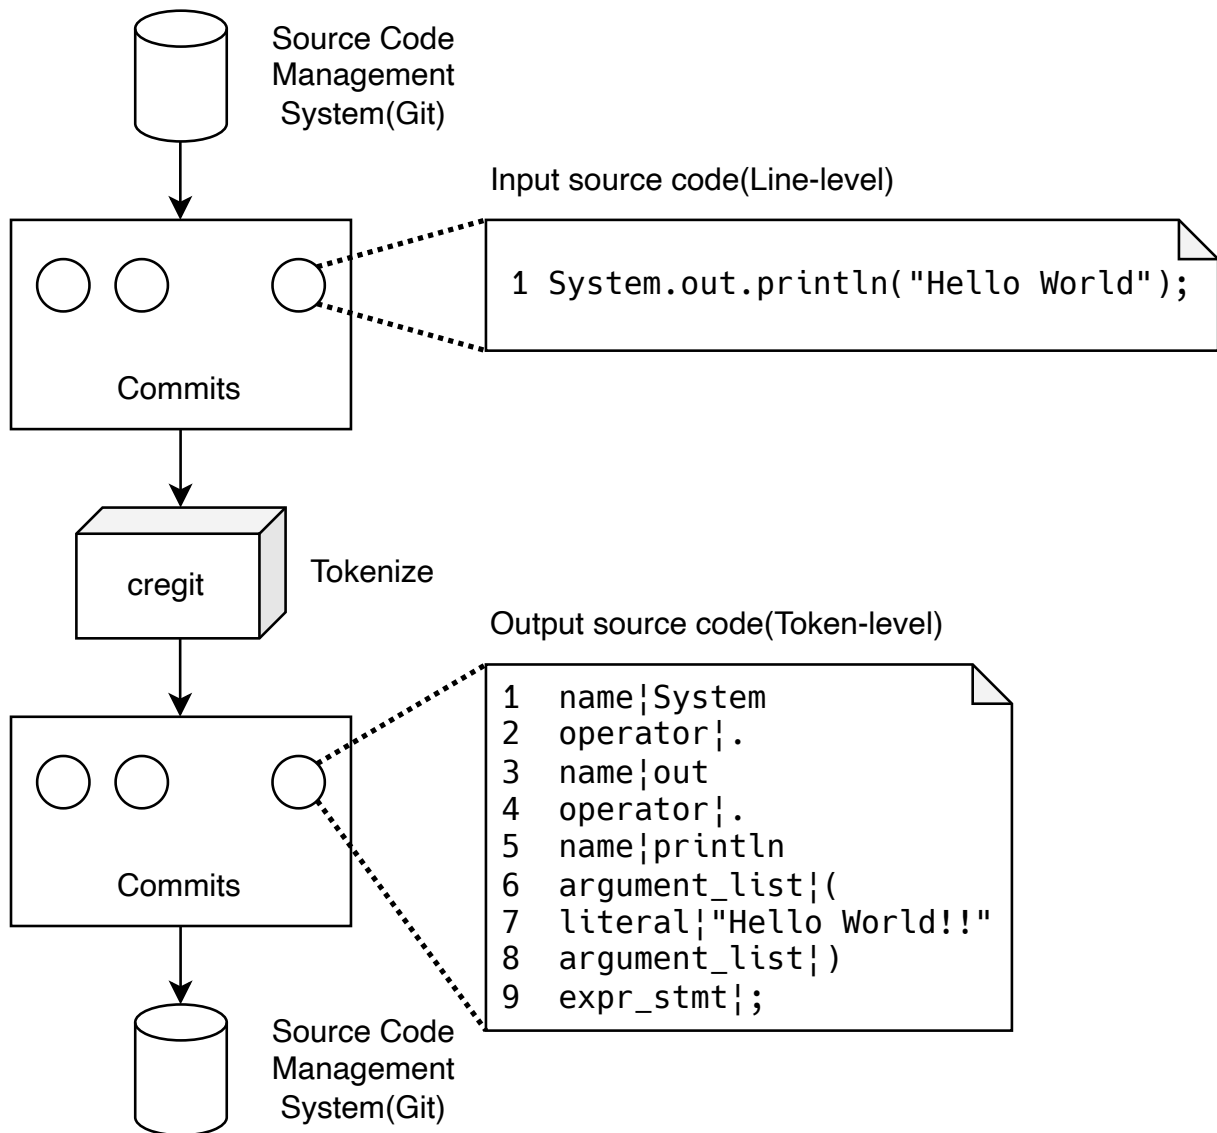 Source Code
Management
System(Git)
Input source code(Line-level)
1 System.out.println("Hello World");
Commits
cregit
Tokenize
Output source code(Token-level)
1 name¦System
2 operator¦.
3 name¦out
4 operator¦.
5 name¦println
6 argument_list¦(
7 literal¦"Hello World!!"
8 argument_list¦)
9 expr_stmt¦;
Commits
Source Code
Management
System(Git)